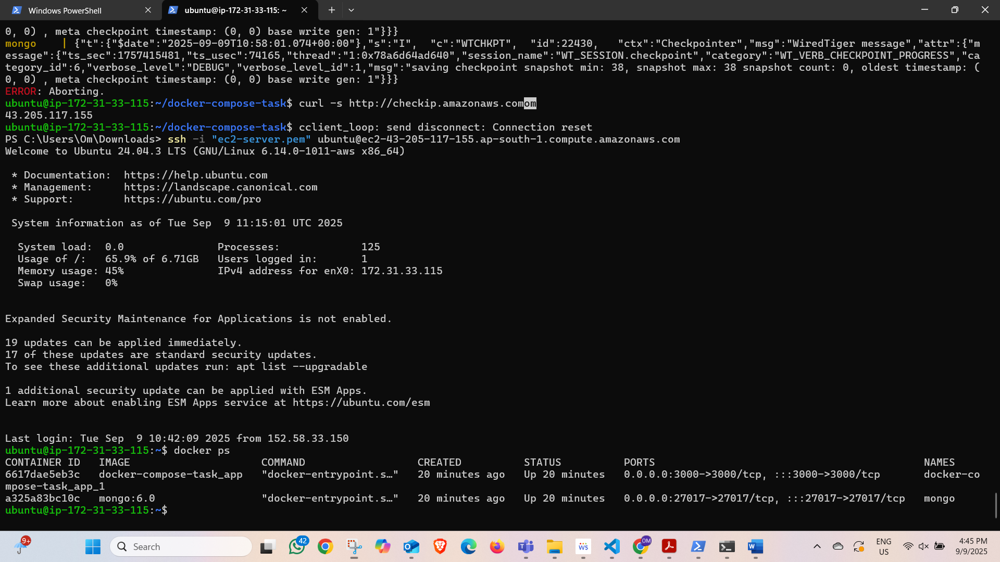 Windows PowerShell
ubuntu@ip-172-31-33-115: ~
0, 0) , meta checkpoint timestamp: (0, 0) base write gen: 1"}}}
mongo    | {"t":{"$date":"2025-09-09T10:58:01.074+00:00"},"s":"I",  "c":"WTCHKPT",  "id":22430,   "ctx":"Checkpointer","msg":"WiredTiger message","attr":{"m
essage":{"ts_sec":1757415481,"ts_usec":74165,"thread":"1:0x78a6d64ad640","session_name":"WT_SESSION.checkpoint","category":"WT_VERB_CHECKPOINT_PROGRESS","ca
tegory_id":6,"verbose_level":"DEBUG","verbose_level_id":1,"msg":"saving checkpoint snapshot min: 38, snapshot max: 38 snapshot count: 0, oldest timestamp: (
0, 0) , meta checkpoint timestamp: (0, 0) base write gen: 1"}}}
ERROR: Aborting.
ubuntu@ip-172-31-33-115:~/docker-compose-task$ curl -s http://checkip.amazonaws.comom
43.205.117.155
ubuntu@ip-172-31-33-115:~/docker-compose-task$ cclient_loop: send disconnect: Connection reset
PS C:\Users\Om\Downloads> ssh -i "ec2-server.pem" ubuntu@ec2-43-205-117-155.ap-south-1.compute.amazonaws.com
Welcome to Ubuntu 24.04.3 LTS (GNU/Linux 6.14.0-1011-aws x86_64)
* Documentation:  https://help.ubuntu.com
* Management:     https://landscape.canonical.com
* Support:        https://ubuntu.com/pro
System information as of Tue Sep  9 11:15:01 UTC 2025
System load:  0.0               Processes:             125
Usage of /:   65.9% of 6.71GB   Users logged in:       1
Memory usage: 45%               IPv4 address for enX0: 172.31.33.115
Swap usage:   0%
Expanded Security Maintenance for Applications is not enabled.
19 updates can be applied immediately.
17 of these updates are standard security updates.
To see these additional updates run: apt list --upgradable
1 additional security update can be applied with ESM Apps.
Learn more about enabling ESM Apps service at https://ubuntu.com/esm
Last login: Tue Sep  9 10:42:09 2025 from 152.58.33.150
ubuntu@ip-172-31-33-115:~$ docker ps
CONTAINER ID   IMAGE                     COMMAND                  CREATED          STATUS          PORTS                                           NAMES
6617dae5eb3c   docker-compose-task_app   "docker-entrypoint.s…"   20 minutes ago   Up 20 minutes   0.0.0.0:3000->3000/tcp, :::3000->3000/tcp       docker-co
mpose-task_app_1
a325a83bc10c   mongo:6.0                 "docker-entrypoint.s…"   20 minutes ago   Up 20 minutes   0.0.0.0:27017->27017/tcp, :::27017->27017/tcp   mongo
ubuntu@ip-172-31-33-115:~$
9+
Search
42
WS
OM
ENG
US
4:45 PM
9/9/2025